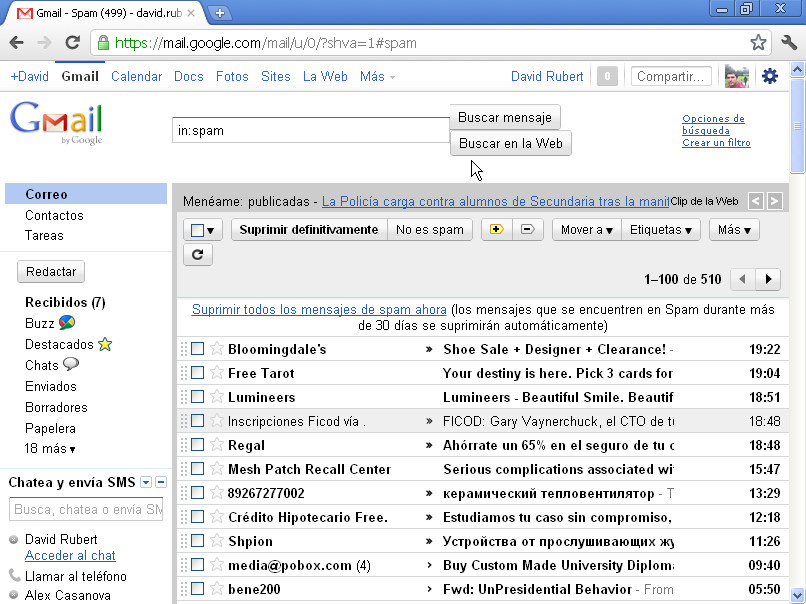 Gmail - Spam (499) - david.rub
https://mail.google.com/mail/u/0/?shva=1#spam
+David Gmail Calendar Docs Fotos Sites La Web Más
David Rubert 0 Compartir...
Gmail
by Google
in:spam
Buscar mensaje
Buscar en la Web
Opciones de
búsqueda
Crear un filtro
Correo
Contactos
Tareas
Redactar
Recibidos (7)
Buzz
Destacados
Chats
Enviados
Borradores
Papelera
18 más
Chatea y envía SMS
Busca, chatea o envía SM
David Rubert
Acceder al chat
Llamar al teléfono
Alex Casanova
Menéame: publicadas - La Policía carga contra alumnos de Secundaria tras la manif
Clip de la Web < >
Suprimir definitivamente No es spam Mover a Etiquetas Más
1–100 de 510
Suprimir todos los mensajes de spam ahora (los mensajes que se encuentren en Spam durante más
de 30 días se suprimirán automáticamente)
Bloomingdale's » Shoe Sale + Designer + Clearance! - 19:22
Free Tarot Your destiny is here. Pick 3 cards for 19:04
Lumineers Lumineers - Beautiful Smile. Beautif 18:51
Inscripciones Ficod vía . » FICOD: Gary Vaynerchuck, el CTO de tu 18:48
Regal » Ahórrate un 65% en el seguro de tu c 18:48
Mesh Patch Recall Center Serious complications associated wit 15:47
89267277002 » керамический тепловентилятор - T 13:29
Crédito Hipotecario Free. » Estudiamos tu caso sin compromiso, 12:18
Shpion » Устройства от прослушивающих жу 11:26
media@pobox.com (4) › Buy Custom Made University Diploma 09:40
bene200 › Fwd: UnPresidential Behavior - From 05:50